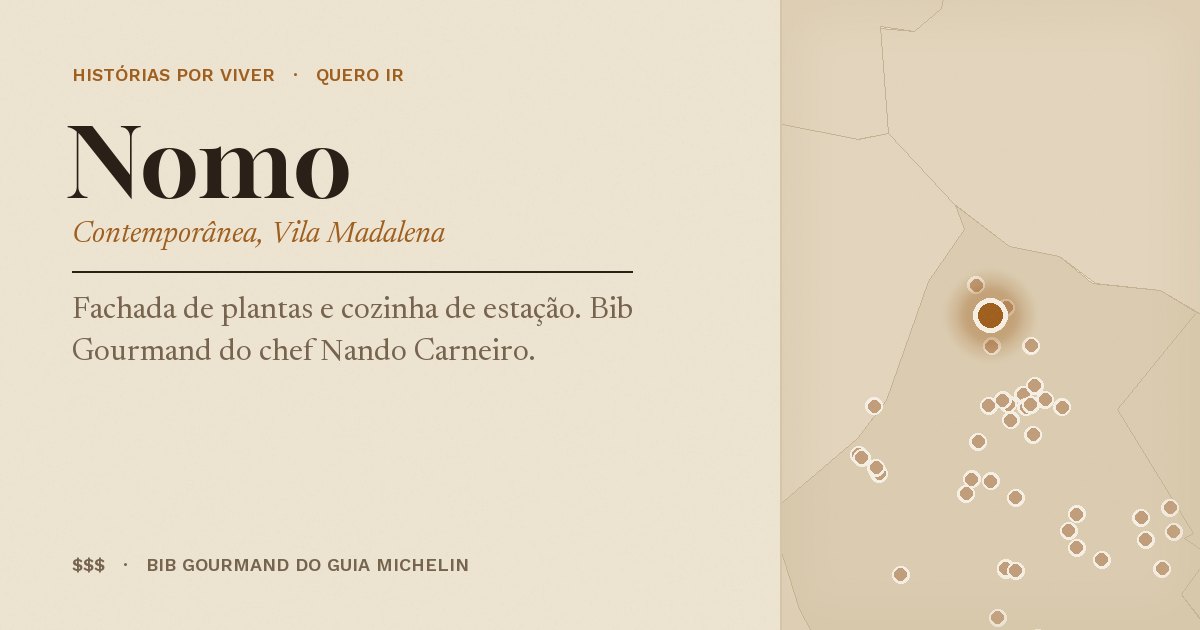 HISTÓRIAS POR VIVER · QUERO IR
Nomo
Contemporânea, Vila Madalena
Fachada de plantas e cozinha de estação. Bib
Gourmand do chef Nando Carneiro.
$$$ · BIB GOURMAND DO GUIA MICHELIN